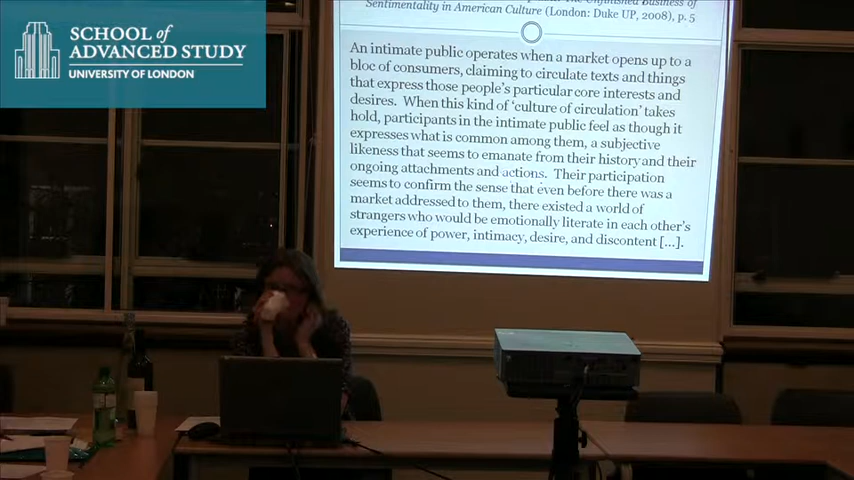 SCHOOL of
ADVANCED STUDY
UNIVERSITY OF LONDON
Sentimentality in American Culture (London: Duke UP, 2008), p. 5
An intimate public operates when a market opens up to a
bloc of consumers, claiming to circulate texts and things
that express those people's particular core interests and
desires. When this kind of 'culture of circulation' takes
hold, participants in the intimate public feel as though it
expresses what is common among them, a subjective
likeness that seems to emanate from their history and their
ongoing attachments and actions. Their participation
seems to confirm the sense that even before there was a
market addressed to them, there existed a world of
strangers who would be emotionally literate in each other's
experience of power, intimacy, desire, and discontent [...].